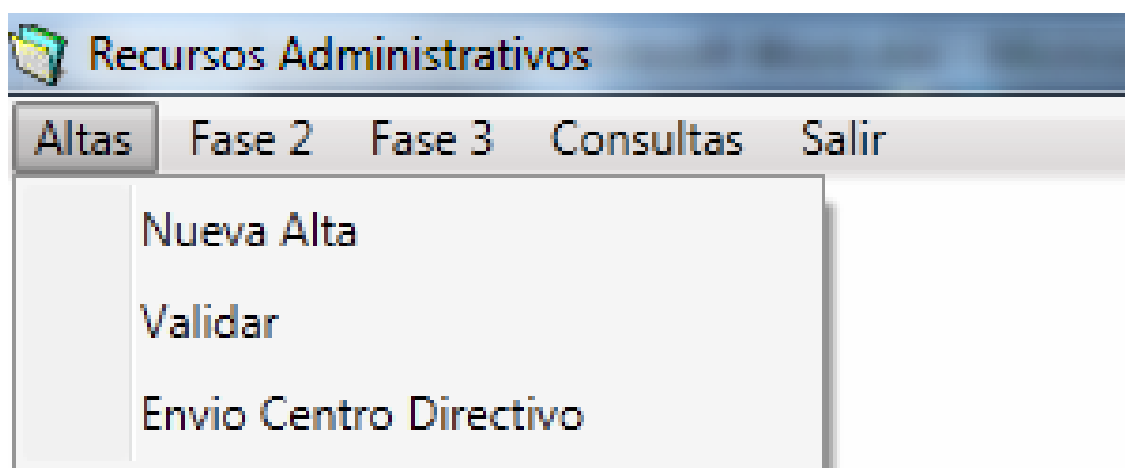 Recursos Administrativos
Altas Fase 2 Fase 3 Consultas Salir
Nueva Alta
Validar
Envio Centro Directivo